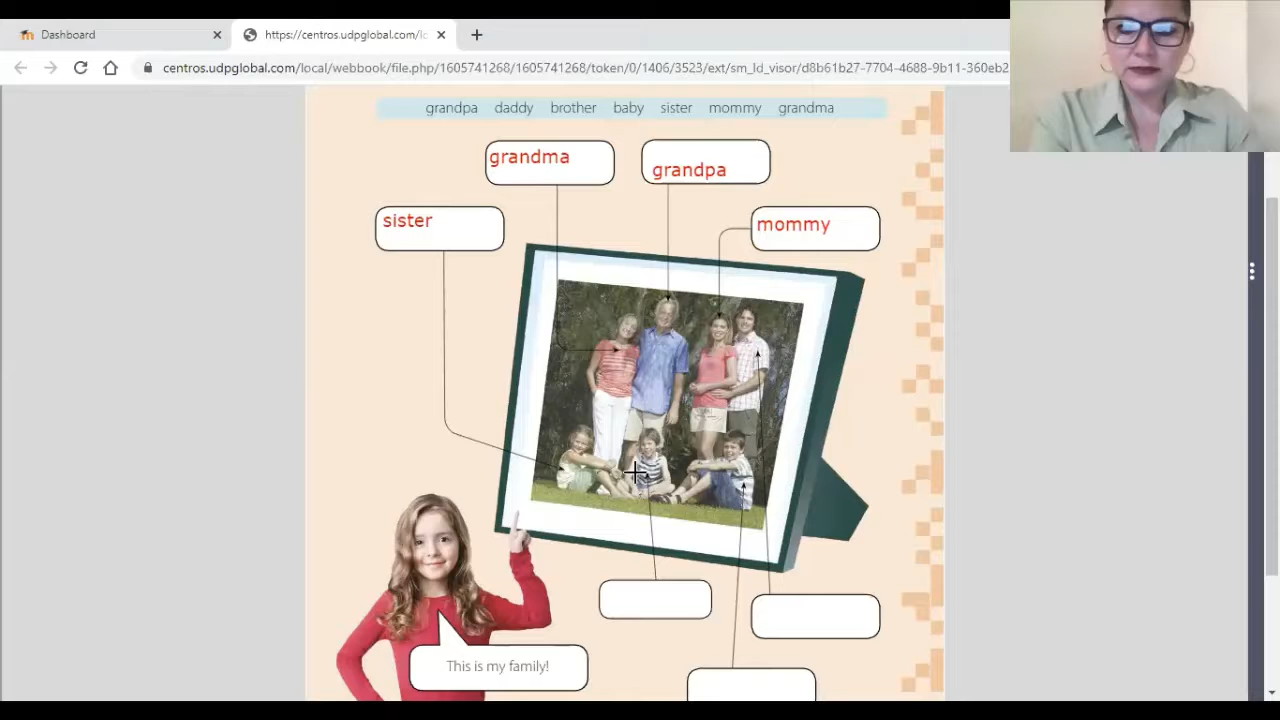 Dashboard
https://centros.udpglobal.com/lo
centros.udpglobal.com/local/webbook/file.php/1605741268/1605741268/token/0/1406/3523/ext/sm_ld_visor/d8b61b27-7704-4688-9b11-360eb2
grandpa daddy brother baby sister mommy grandma
grandma
grandpa
sister
mommy
This is my family!